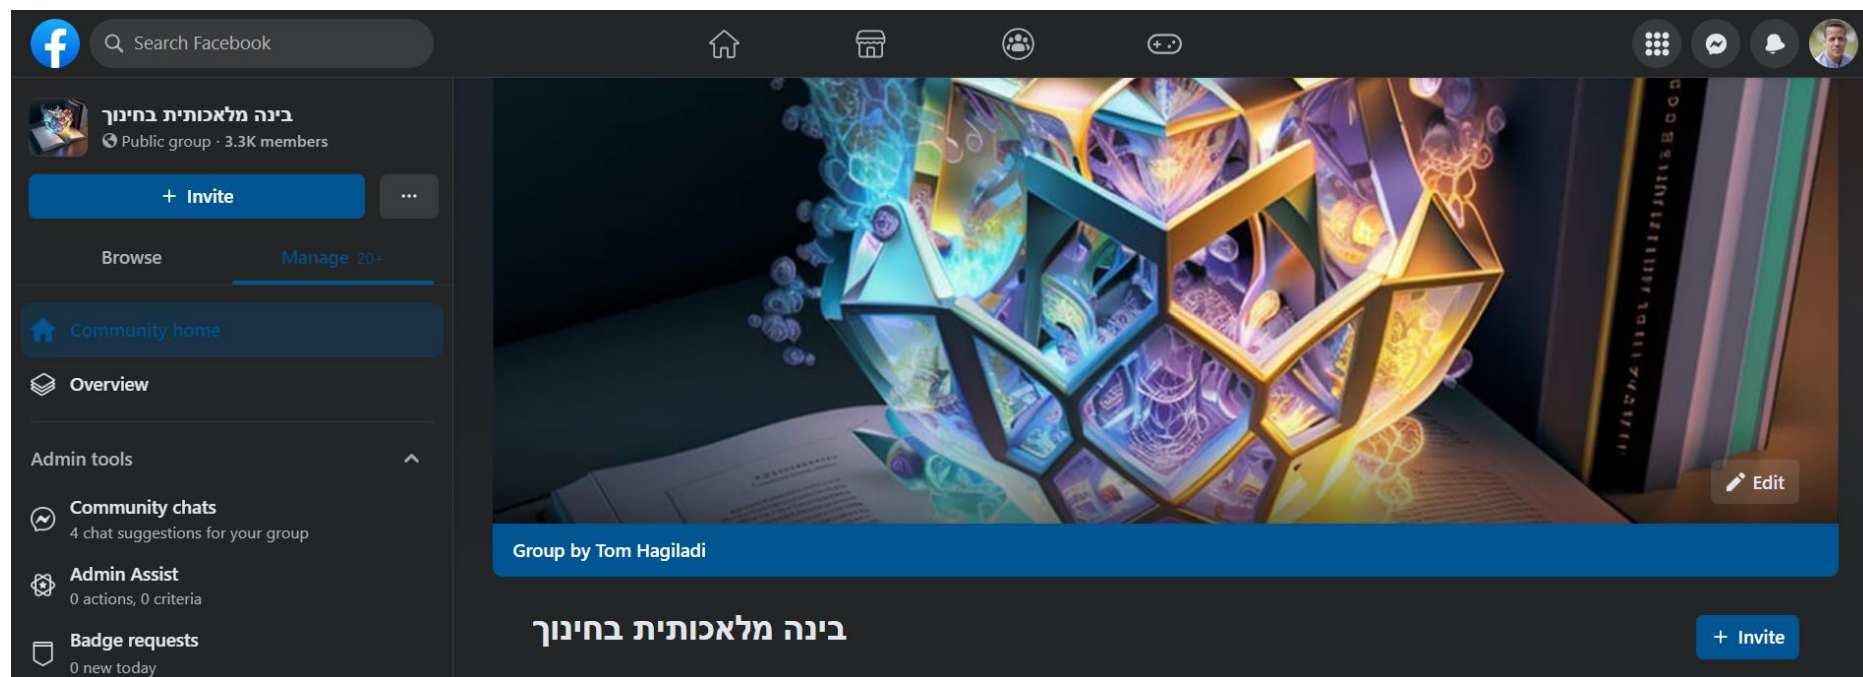 Search Facebook
בינה מלאכותית בחינוך
Public group · 3.3K members
+ Invite
Browse
Manage 20+
Community home
Overview
Admin tools
Community chats
4 chat suggestions for your group
Admin Assist
0 actions, 0 criteria
Badge requests
0 new today
Edit
Group by Tom Hagiladi
בינה מלאכותית בחינוך
+ Invite